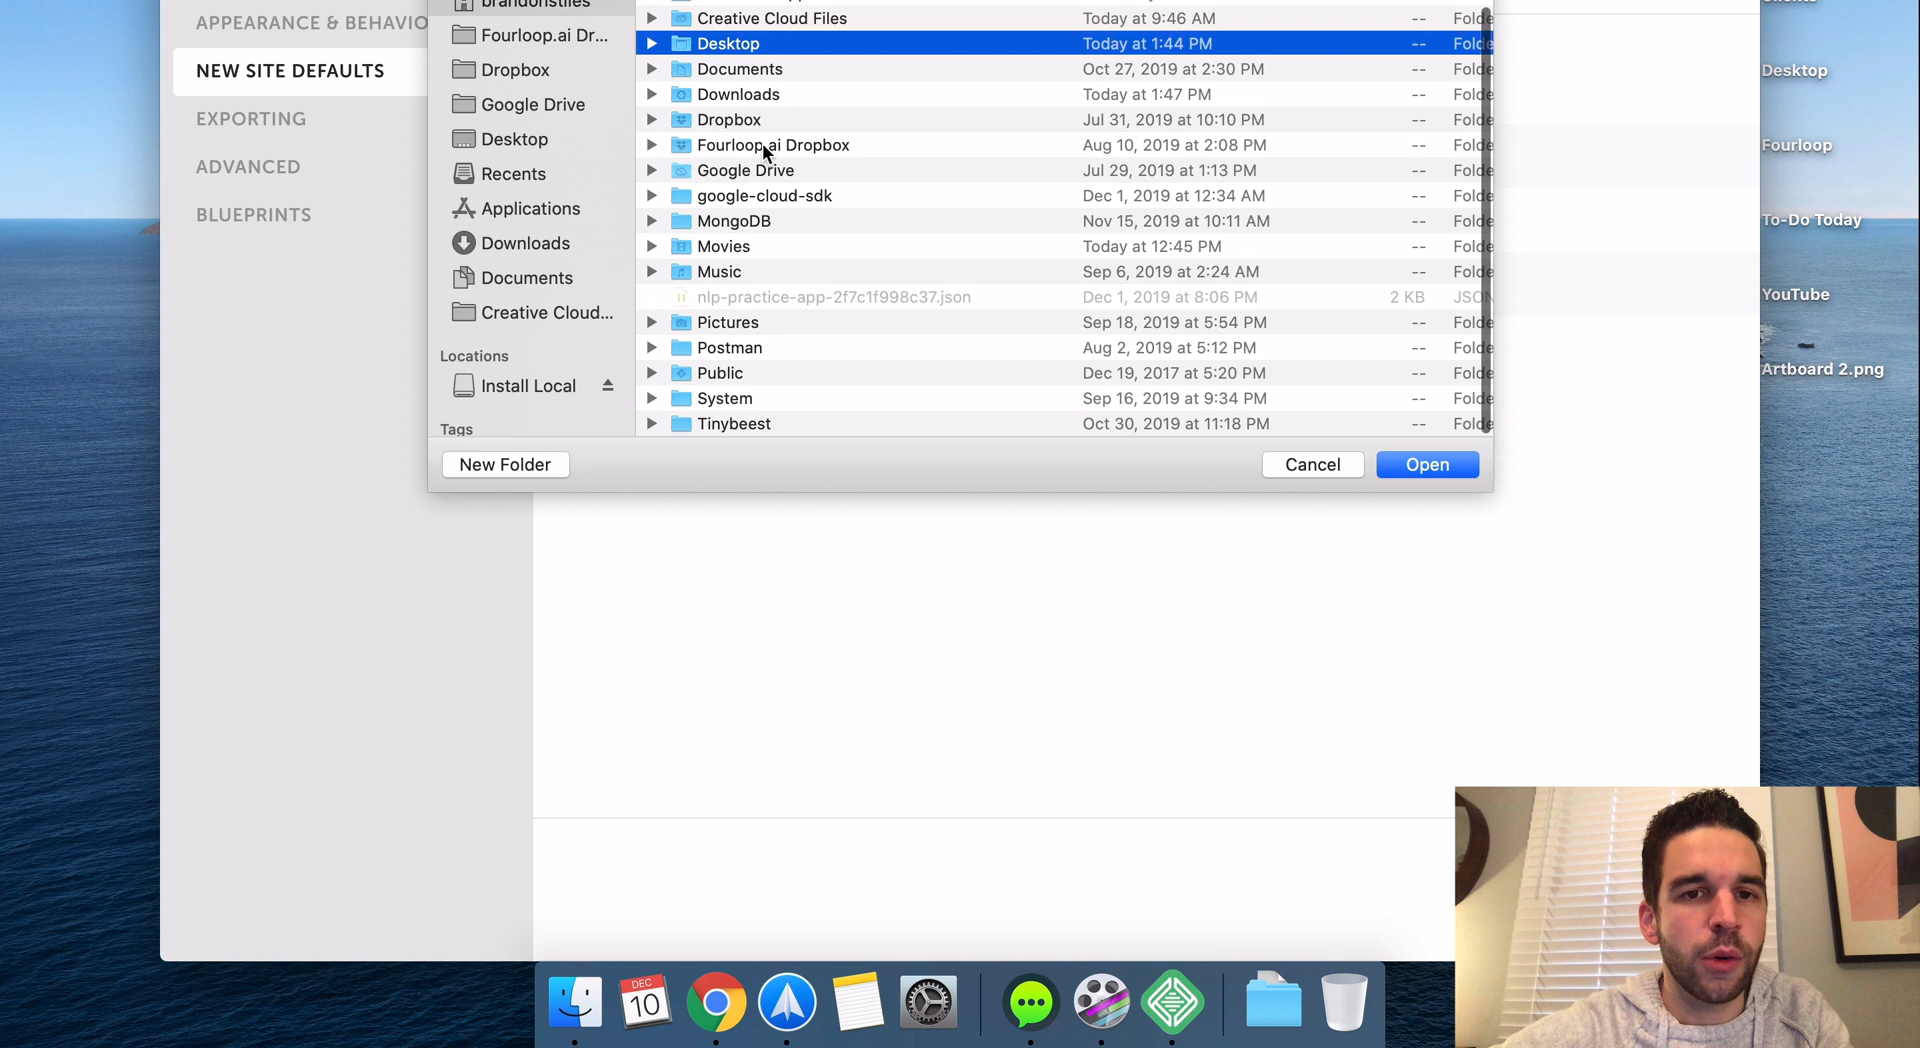 APPEARANCE & BEHAVIO
NEW SITE DEFAULTS
EXPORTING
ADVANCED
BLUEPRINTS
brandonstiles
Fourloop.ai Dr...
Dropbox
Google Drive
Desktop
Recents
Applications
Downloads
Documents
Creative Cloud...
Locations
Install Local
Tags
Creative Cloud Files Today at 9:46 AM -- Folde
Desktop Today at 1:44 PM -- Folde
Documents Oct 27, 2019 at 2:30 PM -- Folde
Downloads Today at 1:47 PM -- Folde
Dropbox Jul 31, 2019 at 10:10 PM -- Folde
Fourloop.ai Dropbox Aug 10, 2019 at 2:08 PM -- Folde
Google Drive Jul 29, 2019 at 1:13 PM -- Folde
google-cloud-sdk Dec 1, 2019 at 12:34 AM -- Folde
MongoDB Nov 15, 2019 at 10:11 AM -- Folde
Movies Today at 12:45 PM -- Folde
Music Sep 6, 2019 at 2:24 AM -- Folde
nlp-practice-app-2f7c1f998c37.json Dec 1, 2019 at 8:06 PM 2 KB JSON
Pictures Sep 18, 2019 at 5:54 PM -- Folde
Postman Aug 2, 2019 at 5:12 PM -- Folde
Public Dec 19, 2017 at 5:20 PM -- Folde
System Sep 16, 2019 at 9:34 PM -- Folde
Tinybeest Oct 30, 2019 at 11:18 PM -- Folde
New Folder
Cancel
Open
Clients
Desktop
Fourloop
To-Do Today
YouTube
Artboard 2.png
DEC
10